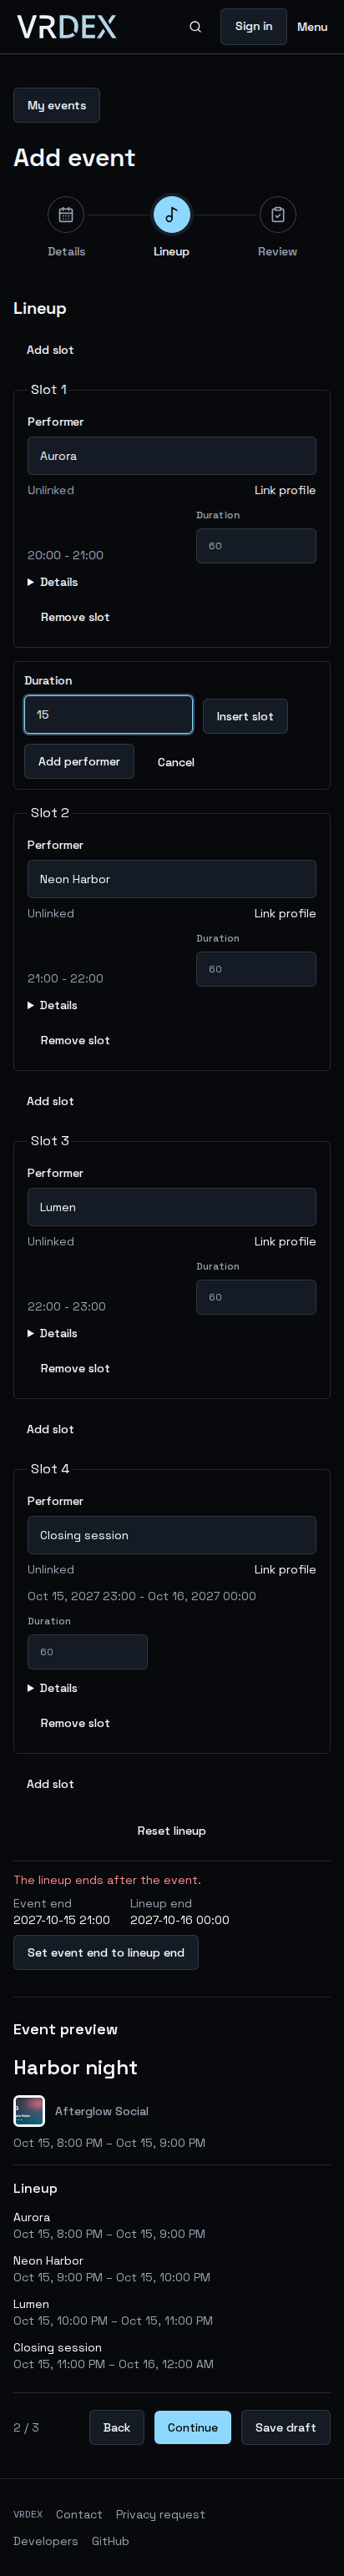 VRDEX
Sign in
Menu
My events
Add event
Details
Lineup
Review
Lineup
Add slot
Slot 1
Performer
Aurora
Unlinked
Link profile
Duration
20:00 - 21:00
60
Details
Remove slot
Duration
15
Insert slot
Add performer
Cancel
Slot 2
Performer
Neon Harbor
Unlinked
Link profile
Duration
21:00 - 22:00
60
Details
Remove slot
Add slot
Slot 3
Performer
Lumen
Unlinked
Link profile
Duration
22:00 - 23:00
60
Details
Remove slot
Add slot
Slot 4
Performer
Closing session
Unlinked
Link profile
Oct 15, 2027 23:00 - Oct 16, 2027 00:00
Duration
60
Details
Remove slot
Add slot
Reset lineup
The lineup ends after the event.
Event end
Lineup end
2027-10-15 21:00
2027-10-16 00:00
Set event end to lineup end
Event preview
Harbor night
Afterglow Social
Oct 15, 8:00 PM – Oct 15, 9:00 PM
Lineup
Aurora
Oct 15, 8:00 PM – Oct 15, 9:00 PM
Neon Harbor
Oct 15, 9:00 PM – Oct 15, 10:00 PM
Lumen
Oct 15, 10:00 PM – Oct 15, 11:00 PM
Closing session
Oct 15, 11:00 PM – Oct 16, 12:00 AM
2 / 3
Back
Continue
Save draft
VRDEX
Contact
Privacy request
Developers
GitHub